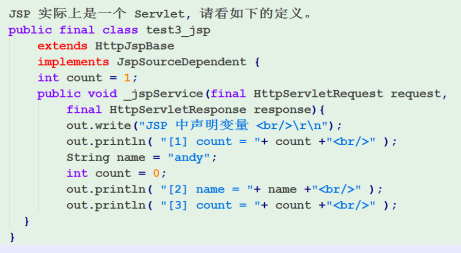 JSP 实际上是一个 Servlet, 请看如下的定义。
public final class test3_jsp
extends HttpJspBase
implements JspSourceDependent {
int count = 1;
public void _jspService(final HttpServletRequest request,
final HttpServletResponse response){
out.write("JSP 中声明变量 <br/>\r\n");
out.println( "[1] count = "+ count +"<br/>" );
String name = "andy";
int count = 0;
out.println( "[2] name = "+ name +"<br/>" );
out.println( "[3] count = "+ count +"<br/>" );
}
}